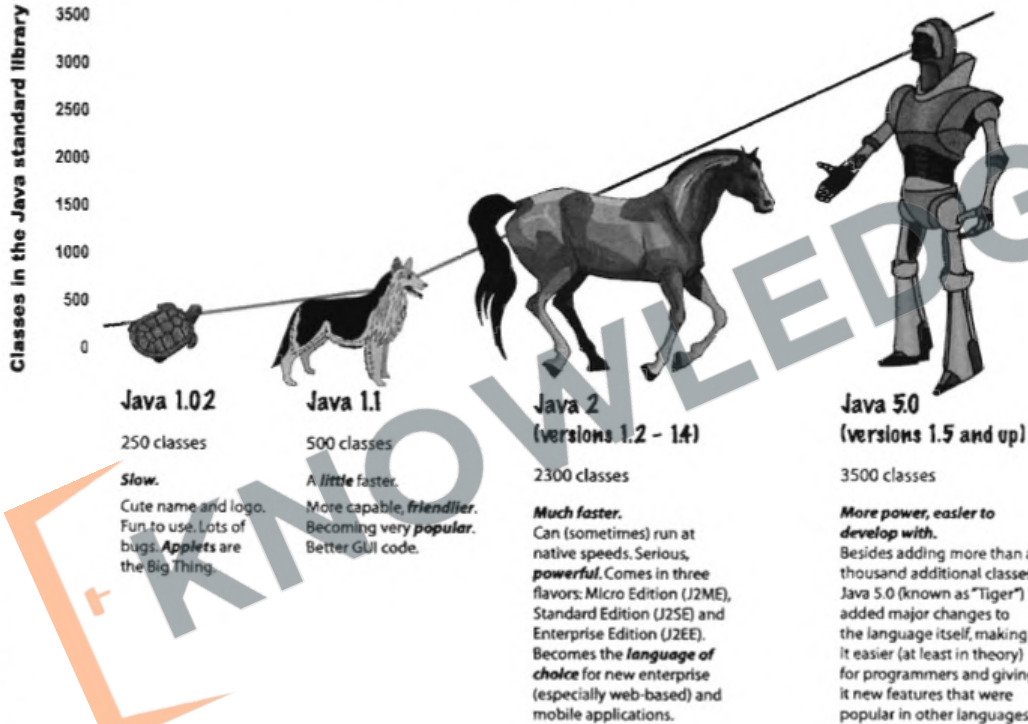 Classes in the Java standard library
3500
3000
2500
2000
1500
1000
500
0
Java 1.02
250 classes
Slow.
Cute name and logo.
Fun to use. Lots of
bugs. Applets are
the Big Thing.
Java 1.1
500 classes
A little faster.
More capable, friendlier.
Becoming very popular.
Better GUI code.
Java 2
(versions 1.2 - 1.4)
2300 classes
Much faster.
Can (sometimes) run at
native speeds. Serious,
powerful. Comes in three
flavors: Micro Edition (J2ME),
Standard Edition (J2SE) and
Enterprise Edition (J2EE).
Becomes the language of
choice for new enterprise
(especially web-based) and
mobile applications.
Java 5.0
(versions 1.5 and up)
3500 classes
More power, easier to
develop with.
Besides adding more than a
thousand additional classes
Java 5.0 (known as "Tiger")
added major changes to
the language itself, making
it easier (at least in theory)
for programmers and giving
it new features that were
popular in other languages
KNOWLEDG